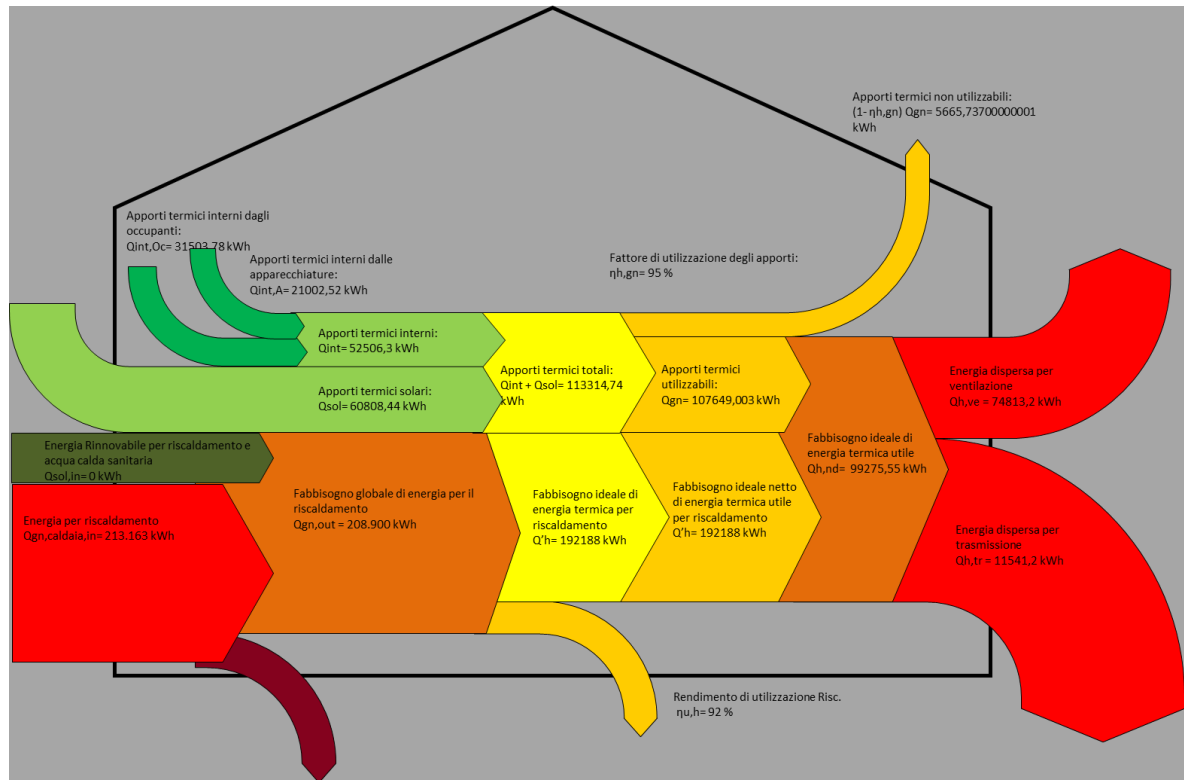 Apporti termici non utilizzabili:
(1- ηh,gn) Qgn= 5665,73700000001
kWh
Apporti termici interni dagli
occupanti:
Qint,Oc= 31503,78 kWh
Apporti termici interni dalle
apparecchiature:
Qint,A= 21002,52 kWh
Fattore di utilizzazione degli apporti:
ηh,gn= 95 %
Apporti termici interni:
Qint= 52506,3 kWh
Apporti termici solari:
Qsol= 60808,44 kWh
Apporti termici totali:
Qint + Qsol= 113314,74
kWh
Apporti termici
utilizzabili:
Qgn= 107649,003 kWh
Energia dispersa per
ventilazione
Qh,ve = 74813,2 kWh
Energia Rinnovabile per riscaldamento e
acqua calda sanitaria
Qsol,in= 0 kWh
Energia per riscaldamento
Qgn,caldaia,in= 213.163 kWh
Fabbisogno globale di energia per il
riscaldamento
Qgn,out = 208.900 kWh
Fabbisogno ideale di
energia termica per
riscaldamento
Q'h= 192188 kWh
Fabbisogno ideale netto
di energia termica utile
per riscaldamento
Q'h= 192188 kWh
Fabbisogno ideale di
energia termica utile
Qh,nd= 99275,55 kWh
Energia dispersa per
trasmissione
Qh,tr = 11541,2 kWh
Rendimento di utilizzazione Risc.
ηu,h= 92 %